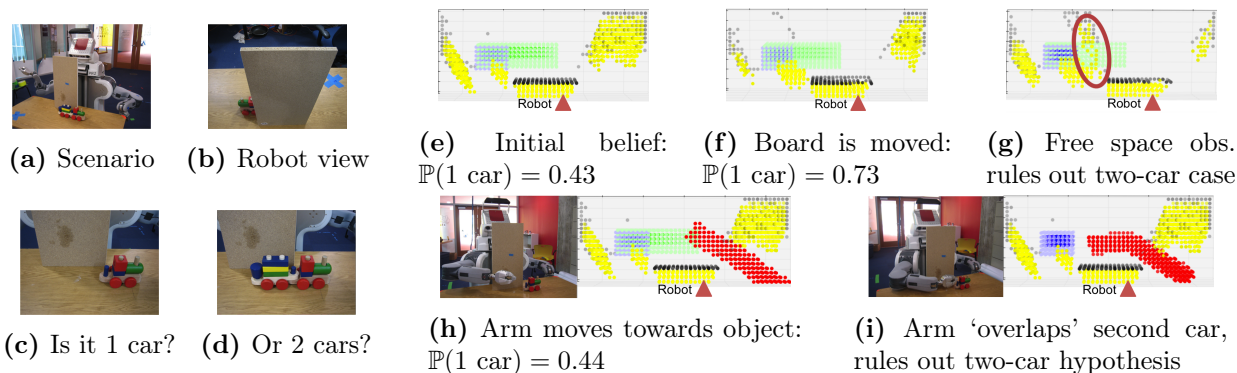 (a) Scenario
(b) Robot view
(c) Is it 1 car?
(d) Or 2 cars?
Robot
(e) Initial belief:
ℙ(1 car) = 0.43
Robot
(f) Board is moved:
ℙ(1 car) = 0.73
Robot
(g) Free space obs.
rules out two-car case
Robot
(h) Arm moves towards object:
ℙ(1 car) = 0.44
Robot
(i) Arm ‘overlaps’ second car,
rules out two-car hypothesis